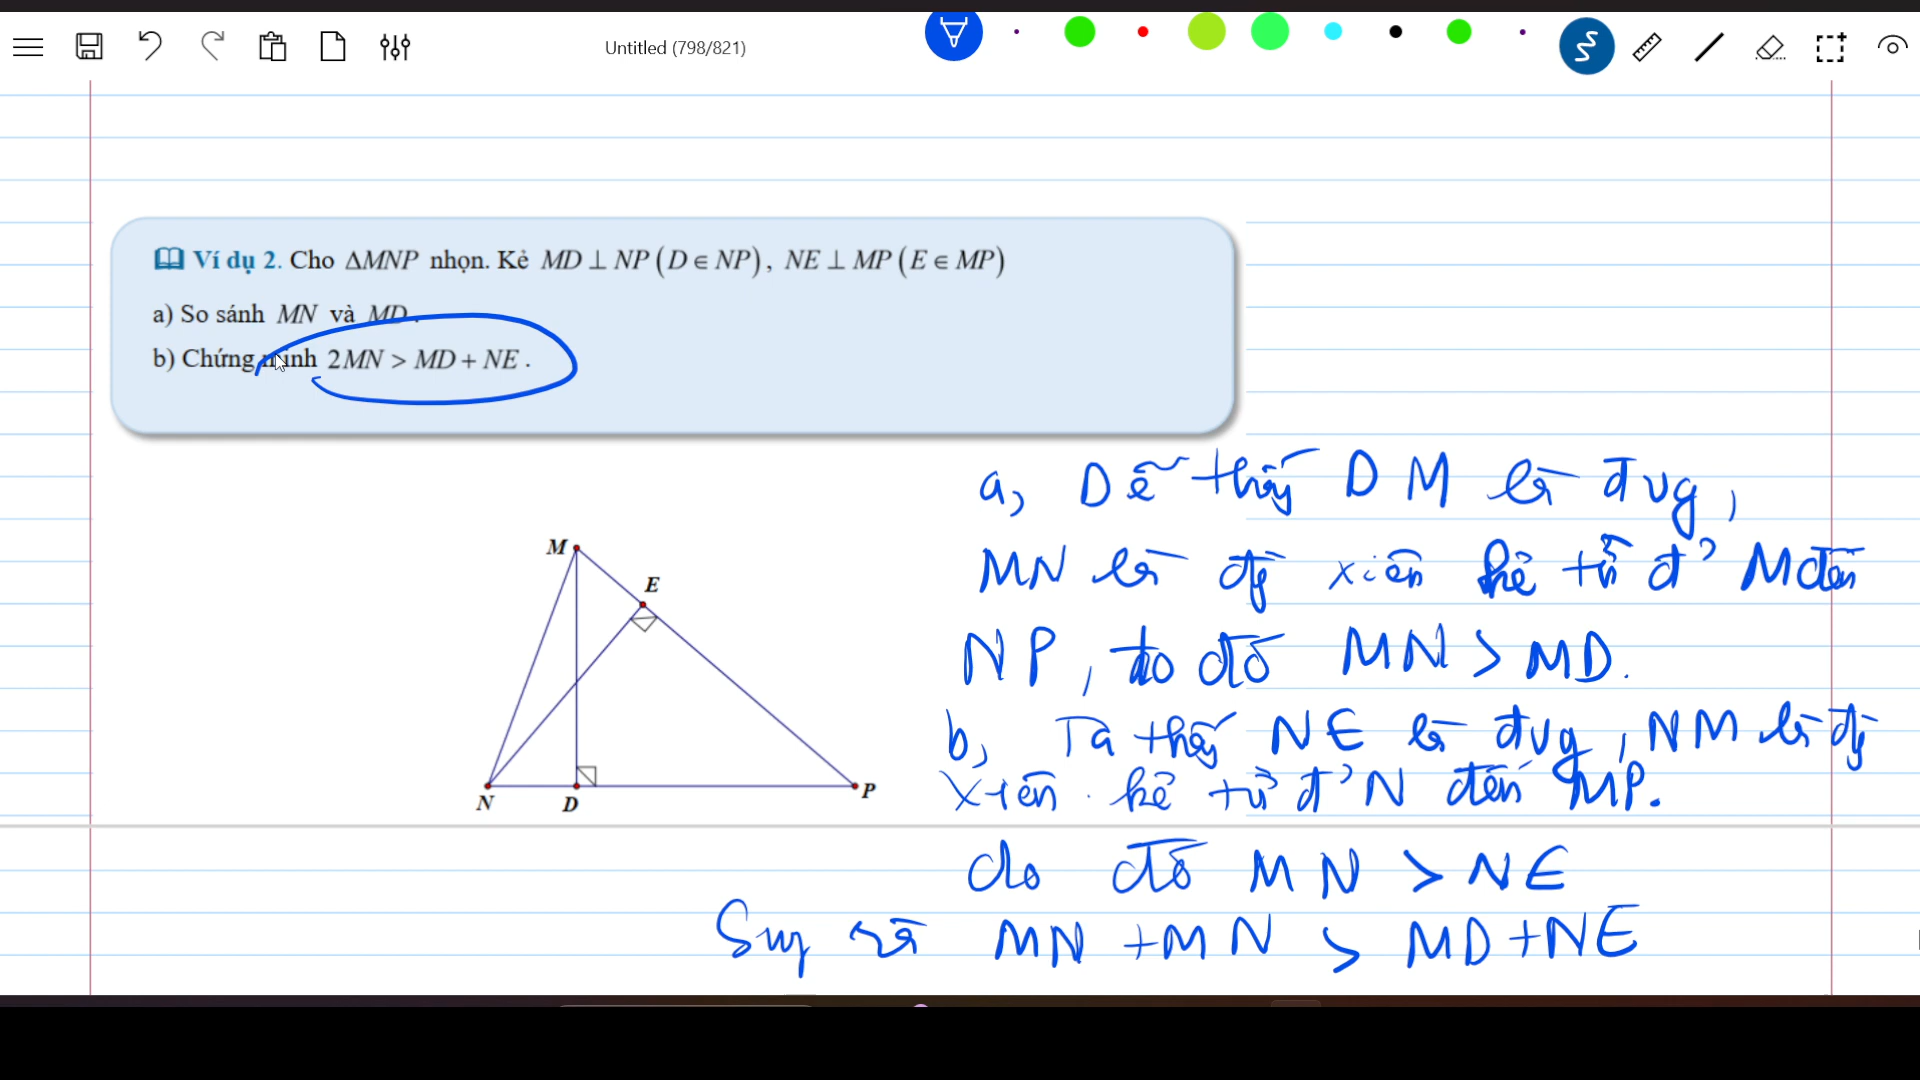 Untitled (798/821)
Ví dụ 2. Cho ΔMNP nhọn. Kẻ MD ⊥ NP (D ∈ NP), NE ⊥ MP (E ∈ MP)
a) So sánh MN và MD.
b) Chứng minh 2MN > MD + NE.
a, Dễ thấy DM là đvg,
MN là đg xiên kẻ từ đ' M đến
NP, do đó MN > MD.
b, Ta thấy NE là đvg, NM là đg
xiên kẻ từ đ' N đến MP.
do đó MN > NE
Suy ra MN + MN > MD + NE
M
E
N
D
P